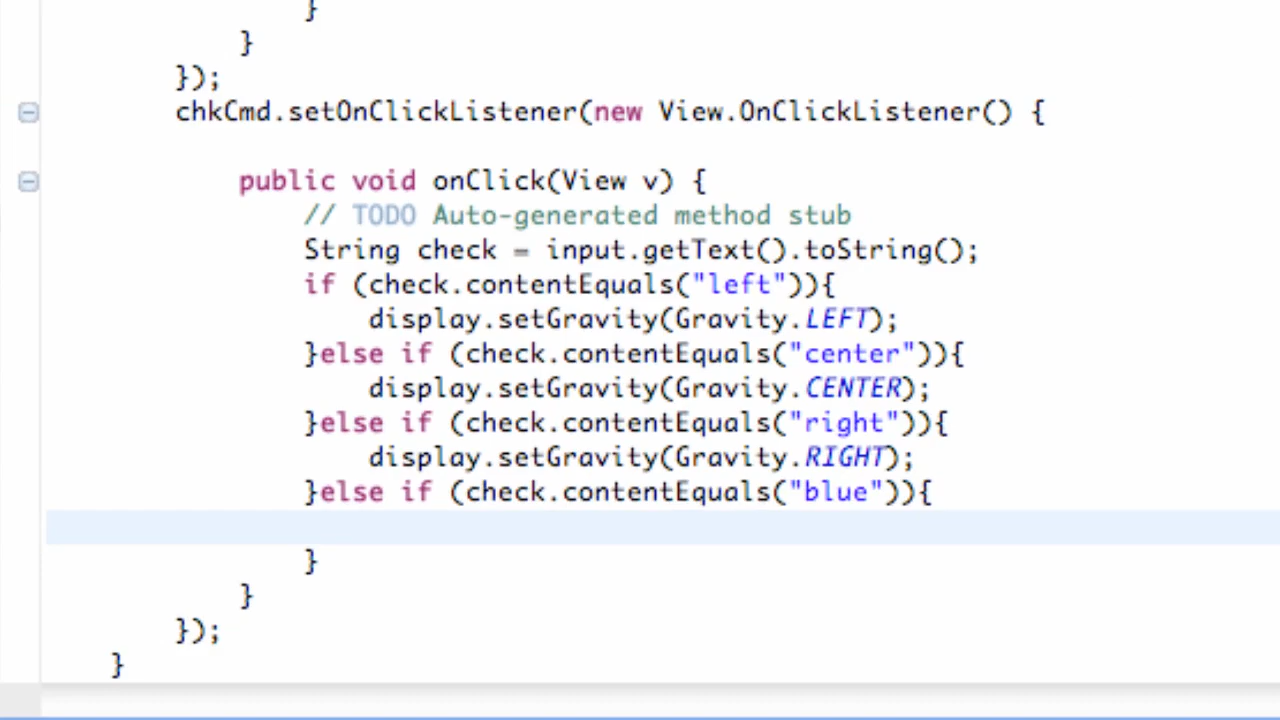 }
}
});
chkCmd.setOnClickListener(new View.OnClickListener() {
public void onClick(View v) {
// TODO Auto-generated method stub
String check = input.getText().toString();
if (check.contentEquals("left")){
display.setGravity(Gravity.LEFT);
}else if (check.contentEquals("center")){
display.setGravity(Gravity.CENTER);
}else if (check.contentEquals("right")){
display.setGravity(Gravity.RIGHT);
}else if (check.contentEquals("blue")){
}
}
});
}